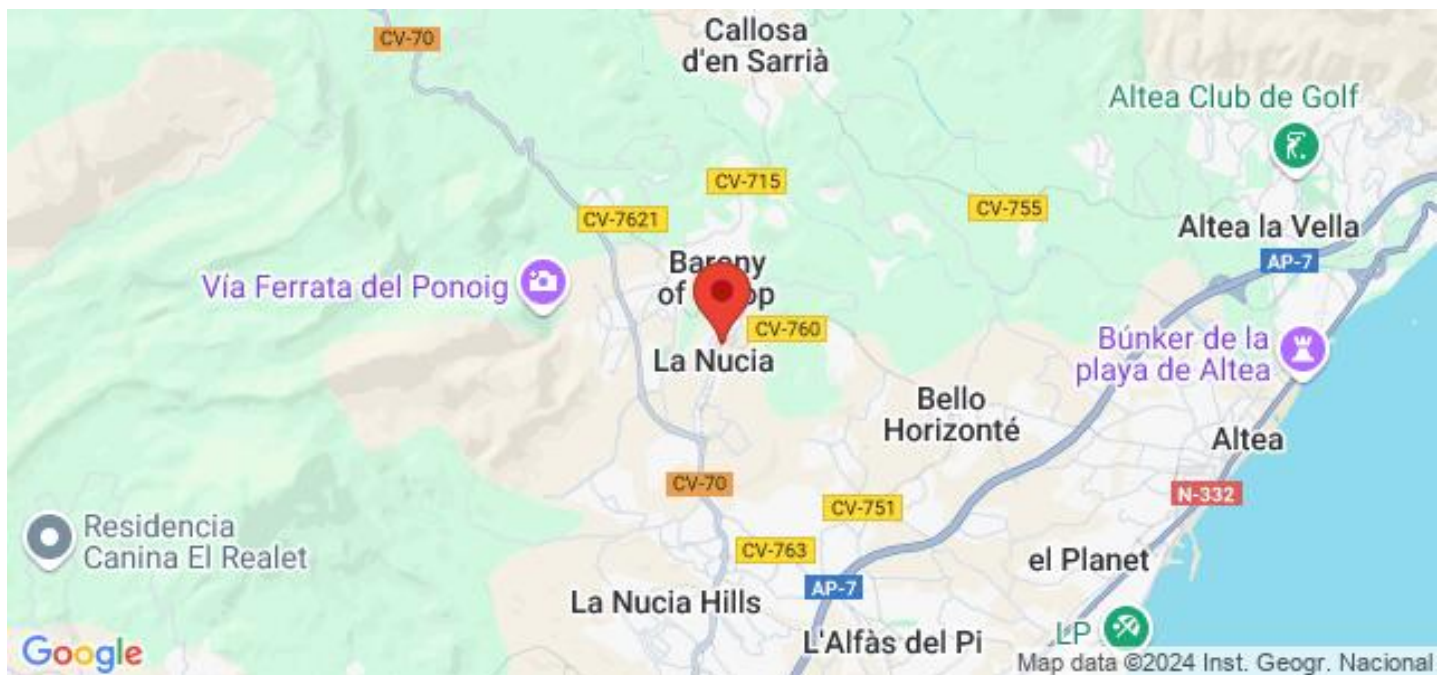 CV-70
Callosa
d'en Sarrià
Altea Club de Golf
CV-715
CV-755
CV-7621
Altea la Vella
AP-7
Barony
of
op
Vía Ferrata del Ponoig
CV-760
La Nucia
Búnker de la
playa de Altea
Bello
Horizonté
Altea
CV-70
N-332
CV-751
Residencia
Canina El Realet
CV-763
el Planet
AP-7
La Nucia Hills
L'Alfàs del Pi
LP
Google
Map data ©2024 Inst. Geogr. Nacional